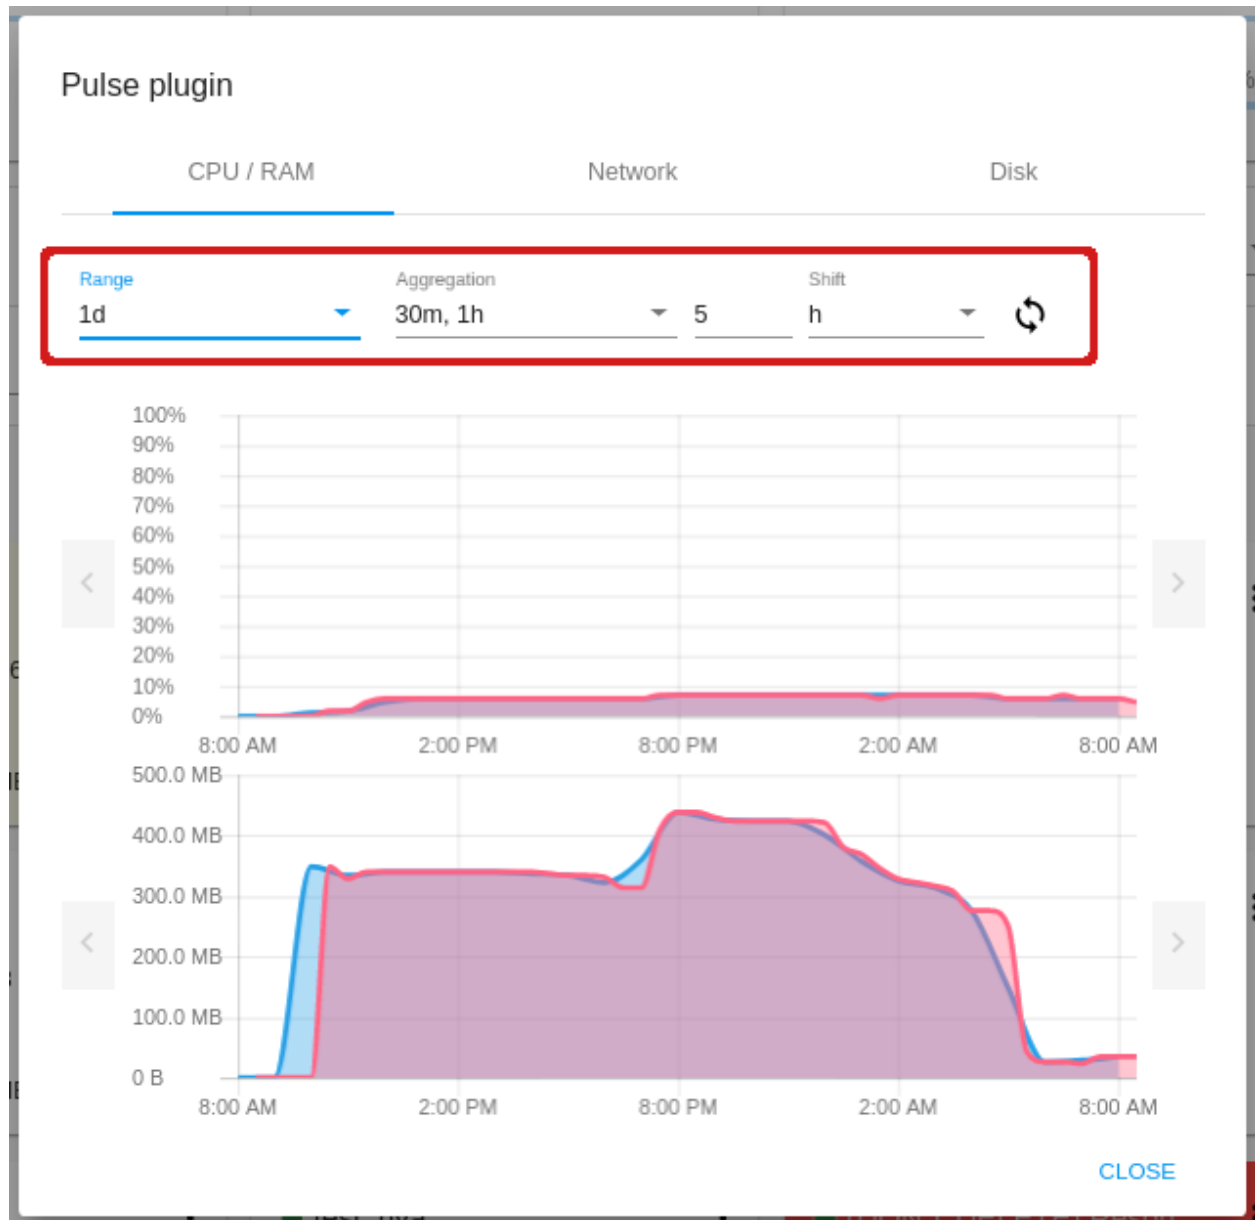 Pulse plugin
CPU / RAM Network Disk
Range Aggregation Shift
1d 30m, 1h 5 h
100%
90%
80%
70%
60%
50%
40%
30%
20%
10%
0%
8:00 AM 2:00 PM 8:00 PM 2:00 AM 8:00 AM
500.0 MB
400.0 MB
300.0 MB
200.0 MB
100.0 MB
0 B
8:00 AM 2:00 PM 8:00 PM 2:00 AM 8:00 AM
CLOSE